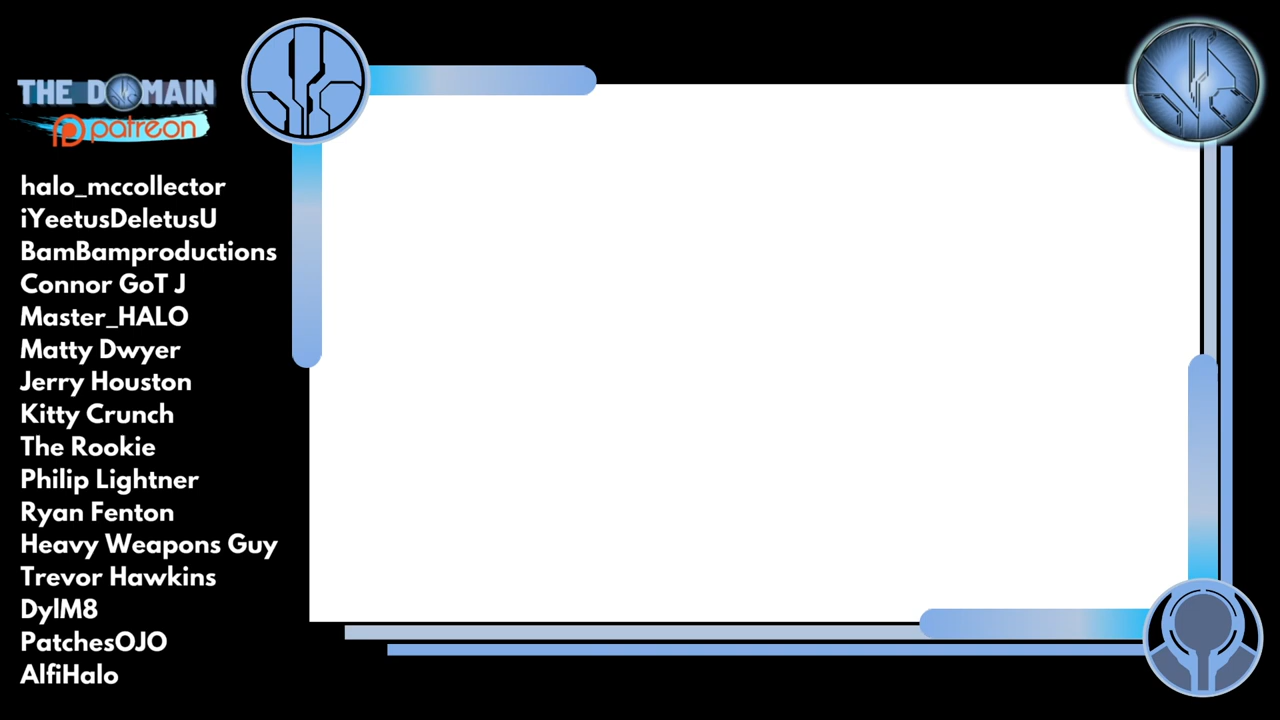 THE DOMAIN
patreon
halo_mccollector
iYeetusDeletusU
BamBamproductions
Connor GoT J
Master_HALO
Matty Dwyer
Jerry Houston
Kitty Crunch
The Rookie
Philip Lightner
Ryan Fenton
Heavy Weapons Guy
Trevor Hawkins
DylM8
PatchesOJO
AlfiHalo